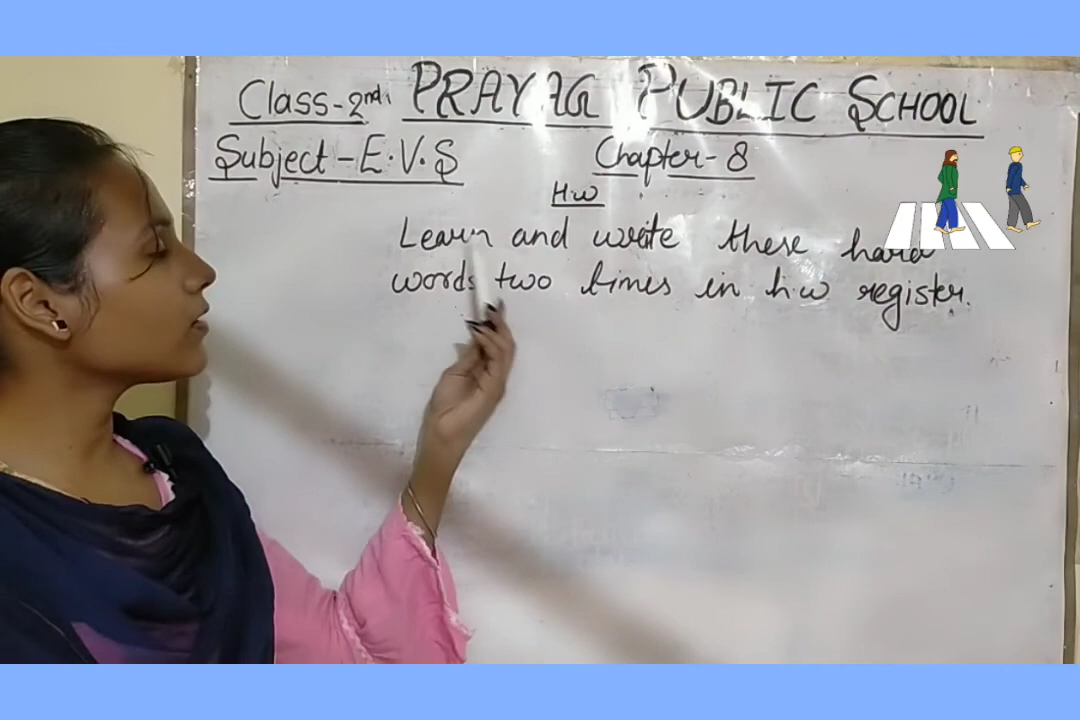 Class-2nd. PRAYAG PUBLIC SCHOOL
Subject-E.V.S Chapter-8
H.w
Learn and write these hard
words two times in h.w register.